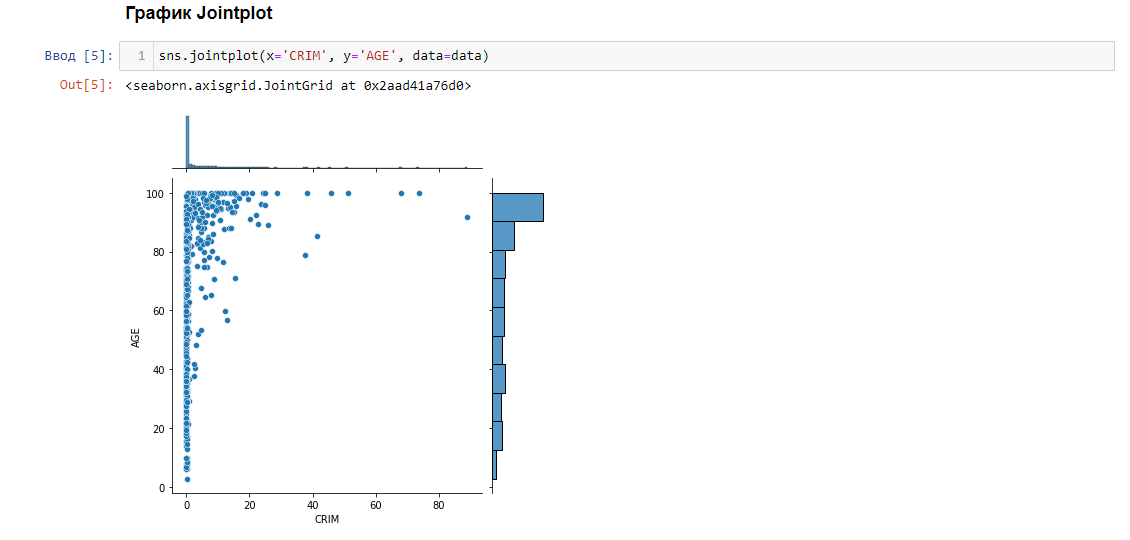 График Jointplot
Ввод [5]: 1 sns.jointplot(x='CRIM', y='AGE', data=data)
Out[5]: <seaborn.axisgrid.JointGrid at 0x2aad41a76d0>
100
80
60
40
20
0
AGE
0 20 40 60 80
CRIM